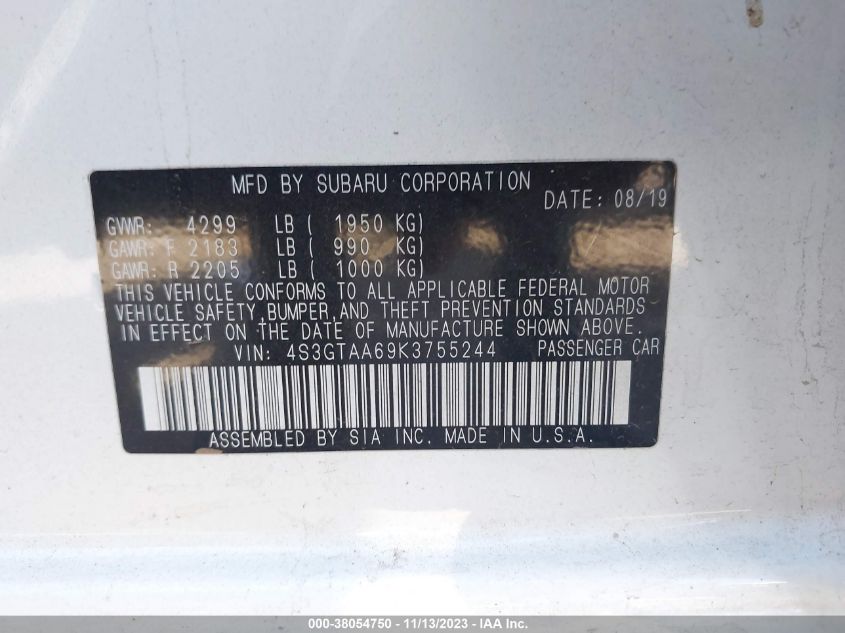 MFD BY SUBARU CORPORATION
DATE: 08/19
GVWR: 4299 LB ( 1950 KG)
GAWR: F 2183 LB ( 990 KG)
GAWR: R 2205 LB ( 1000 KG)
THIS VEHICLE CONFORMS TO ALL APPLICABLE FEDERAL MOTOR
VEHICLE SAFETY, BUMPER, AND THEFT PREVENTION STANDARDS
IN EFFECT ON THE DATE OF MANUFACTURE SHOWN ABOVE.
VIN: 4S3GTAA69K3755244 PASSENGER CAR
ASSEMBLED BY SIA INC. MADE IN U.S.A.
000-38054750 - 11/13/2023 - IAA Inc.